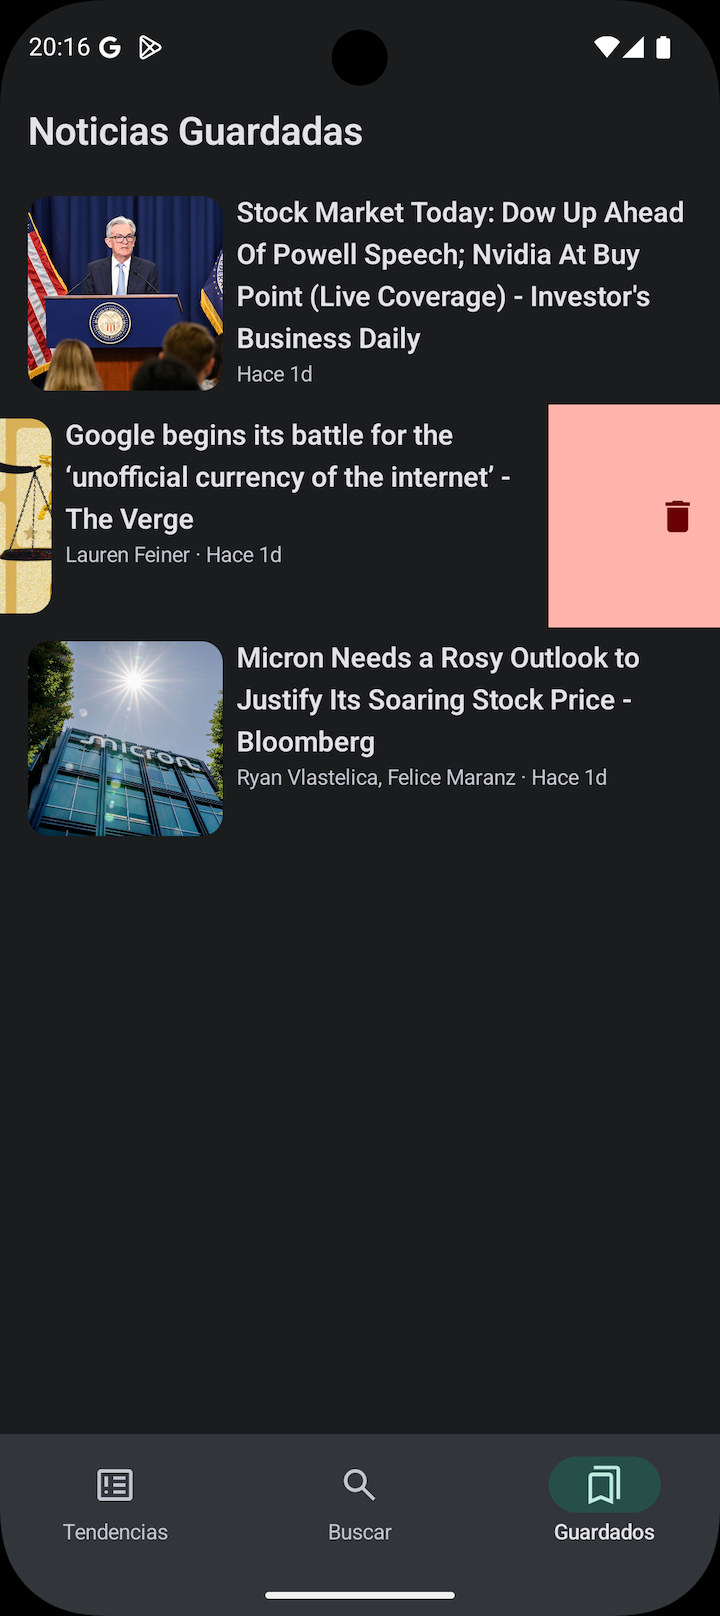 20:16
Noticias Guardadas
Stock Market Today: Dow Up Ahead
Of Powell Speech; Nvidia At Buy
Point (Live Coverage) - Investor's
Business Daily
Hace 1d
Google begins its battle for the
‘unofficial currency of the internet’ -
The Verge
Lauren Feiner · Hace 1d
micron
Micron Needs a Rosy Outlook to
Justify Its Soaring Stock Price -
Bloomberg
Ryan Vlastelica, Felice Maranz · Hace 1d
Tendencias
Buscar
Guardados